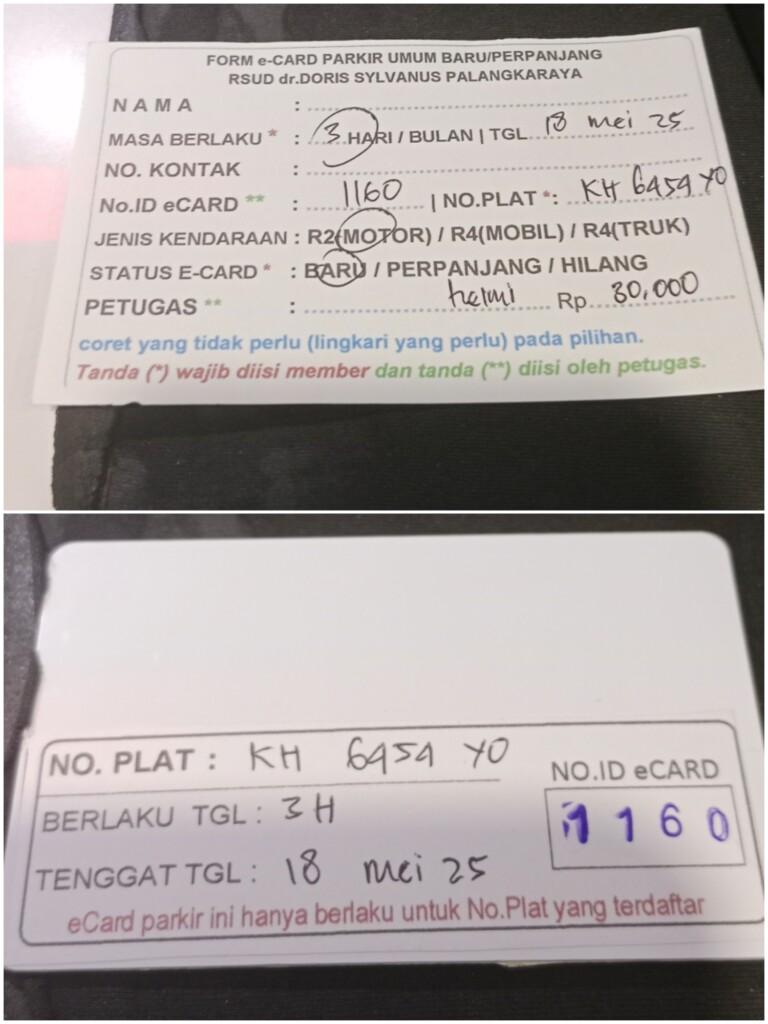 FORM e-CARD PARKIR UMUM BARU/PERPANJANG
RSUD dr.DORIS SYLVANUS PALANGKARAYA
NAMA :
MASA BERLAKU * : 3 HARI / BULAN | TGL 18 mei 25
NO. KONTAK :
No.ID eCARD ** : 1160 | NO.PLAT *: KH 6454 YO
JENIS KENDARAAN : R2(MOTOR) / R4(MOBIL) / R4(TRUK)
STATUS E-CARD * : BARU / PERPANJANG / HILANG
PETUGAS ** : helmi Rp. 30,000
coret yang tidak perlu (lingkari yang perlu) pada pilihan.
Tanda (*) wajib diisi member dan tanda (**) diisi oleh petugas.
NO. PLAT : KH 6454 YO
BERLAKU TGL : 3 H
TENGGAT TGL : 18 mei 25
NO.ID eCARD
1160
eCard parkir ini hanya berlaku untuk No.Plat yang terdaftar